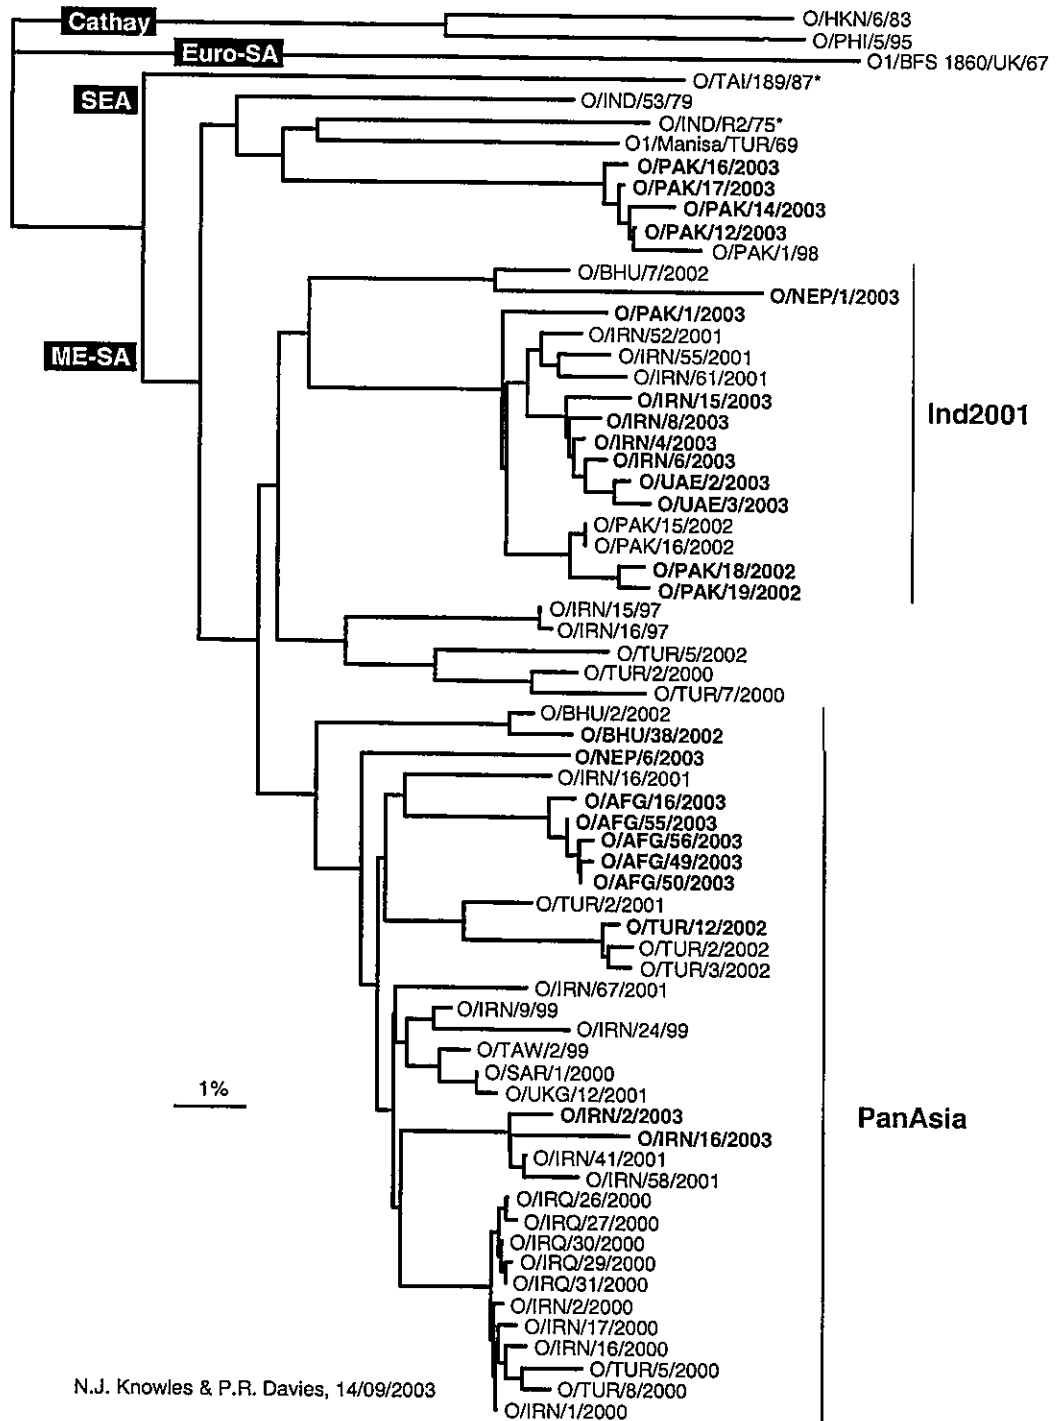 Cathay
O/HKN/6/83
O/PHI/5/95
Euro-SA
O1/BFS 1860/UK/67
O/TAI/189/87*
SEA
O/IND/53/79
O/IND/R2/75*
O1/Manisa/TUR/69
O/PAK/16/2003
O/PAK/17/2003
O/PAK/14/2003
O/PAK/12/2003
O/PAK/1/98
O/BHU/7/2002
O/NEP/1/2003
O/PAK/1/2003
O/IRN/52/2001
ME-SA
O/IRN/55/2001
O/IRN/61/2001
O/IRN/15/2003
Ind2001
O/IRN/8/2003
O/IRN/4/2003
O/IRN/6/2003
O/UAE/2/2003
O/UAE/3/2003
O/PAK/15/2002
O/PAK/16/2002
O/PAK/18/2002
O/PAK/19/2002
O/IRN/15/97
O/IRN/16/97
O/TUR/5/2002
O/TUR/2/2000
O/TUR/7/2000
O/BHU/2/2002
O/BHU/38/2002
O/NEP/6/2003
O/IRN/16/2001
O/AFG/16/2003
O/AFG/55/2003
O/AFG/56/2003
O/AFG/49/2003
O/AFG/50/2003
O/TUR/2/2001
O/TUR/12/2002
O/TUR/2/2002
O/TUR/3/2002
O/IRN/67/2001
O/IRN/9/99
O/IRN/24/99
O/TAW/2/99
O/SAR/1/2000
1%
O/UKG/12/2001
O/IRN/2/2003
PanAsia
O/IRN/16/2003
O/IRN/41/2001
O/IRN/58/2001
O/IRQ/26/2000
O/IRQ/27/2000
O/IRQ/30/2000
O/IRQ/29/2000
O/IRQ/31/2000
O/IRN/2/2000
O/IRN/17/2000
O/IRN/16/2000
O/TUR/5/2000
N.J. Knowles & P.R. Davies, 14/09/2003
O/TUR/8/2000
O/IRN/1/2000